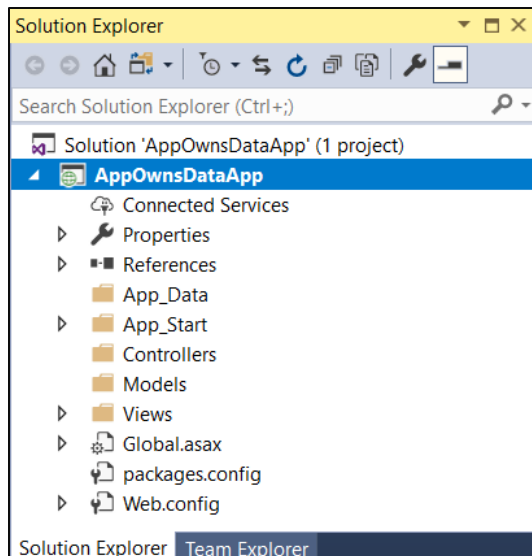 Solution Explorer
Search Solution Explorer (Ctrl+;)
Solution 'AppOwnsDataApp' (1 project)
AppOwnsDataApp
Connected Services
Properties
References
App_Data
App_Start
Controllers
Models
Views
Global.asax
packages.config
Web.config
Solution Explorer Team Explorer